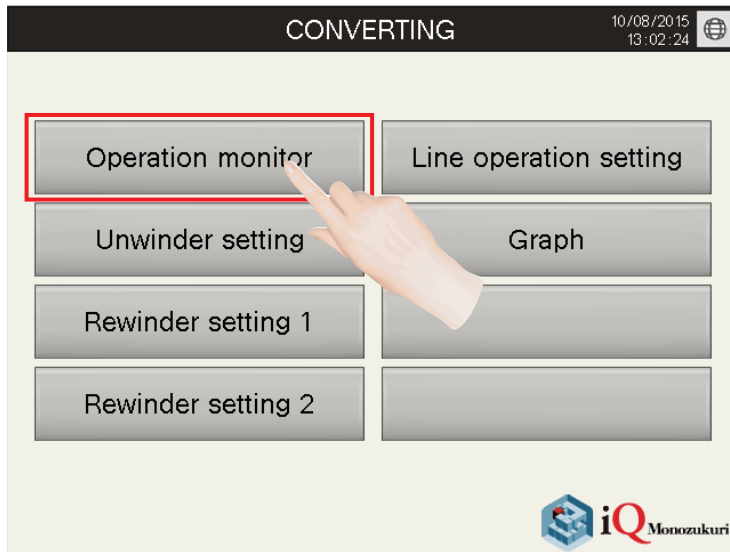 CONVERTING
10/08/2015
13:02:24
Operation monitor
Line operation setting
Unwinder setting
Graph
Rewinder setting 1
Rewinder setting 2
iQ Monozukuri